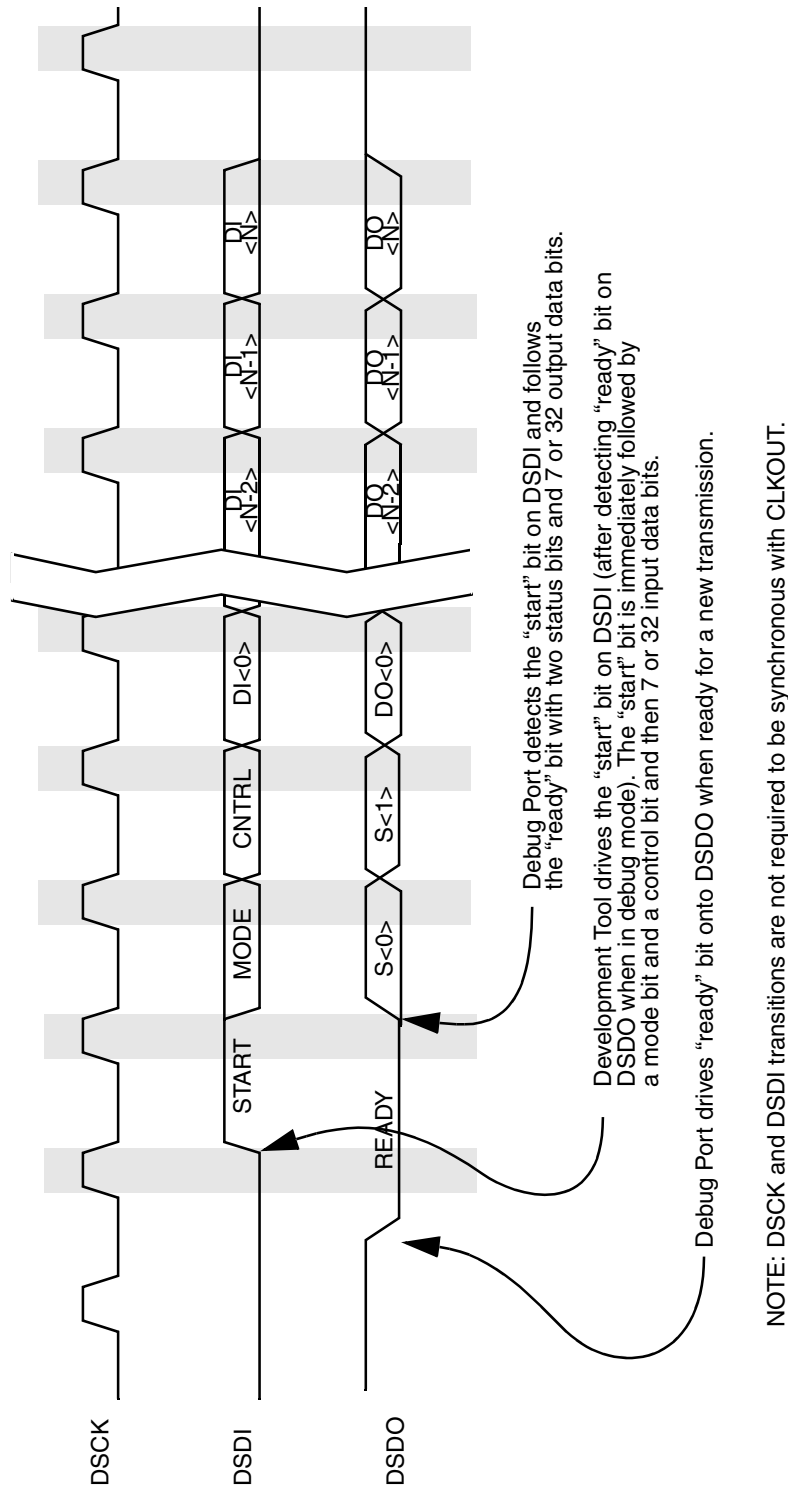 DSCK
DSDI
START
MODE
CNTRL
DI<0>
DI
<N-2>
DI
<N-1>
DI
<N>
DSDO
READY
S<0>
S<1>
DO<0>
DO
<N-2>
DO
<N-1>
DO
<N>
Debug Port detects the “start” bit on DSDI and follows
the “ready” bit with two status bits and 7 or 32 output data bits.
Development Tool drives the “start” bit on DSDI (after detecting “ready” bit on
DSDO when in debug mode). The “start” bit is immediately followed by
a mode bit and a control bit and then 7 or 32 input data bits.
Debug Port drives “ready” bit onto DSDO when ready for a new transmission.
NOTE: DSCK and DSDI transitions are not required to be synchronous with CLKOUT.